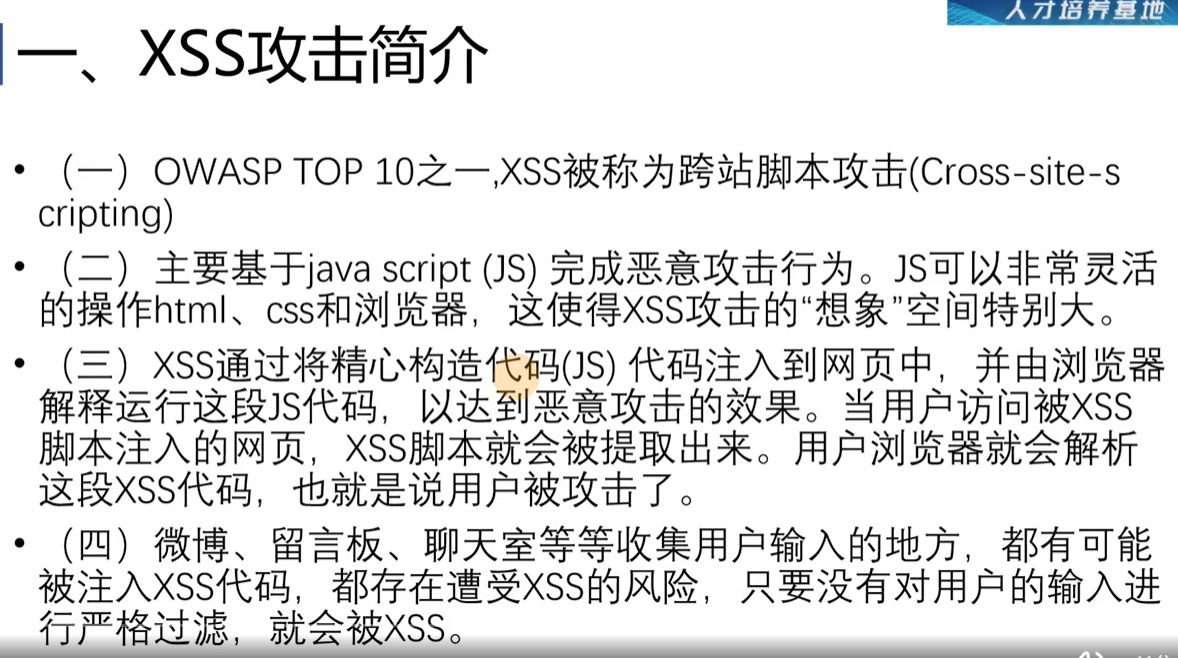 人才培养基地
一、XSS攻击简介
• （一）OWASP TOP 10之一,XSS被称为跨站脚本攻击(Cross-site-s
cripting)
• （二）主要基于java script (JS) 完成恶意攻击行为。JS可以非常灵活
的操作html、css和浏览器，这使得XSS攻击的“想象”空间特别大。
• （三）XSS通过将精心构造代码(JS) 代码注入到网页中，并由浏览器
解释运行这段JS代码，以达到恶意攻击的效果。当用户访问被XSS
脚本注入的网页，XSS脚本就会被提取出来。用户浏览器就会解析
这段XSS代码，也就是说用户被攻击了。
• （四）微博、留言板、聊天室等等收集用户输入的地方，都有可能
被注入XSS代码，都存在遭受XSS的风险，只要没有对用户的输入进
行严格过滤，就会被XSS。